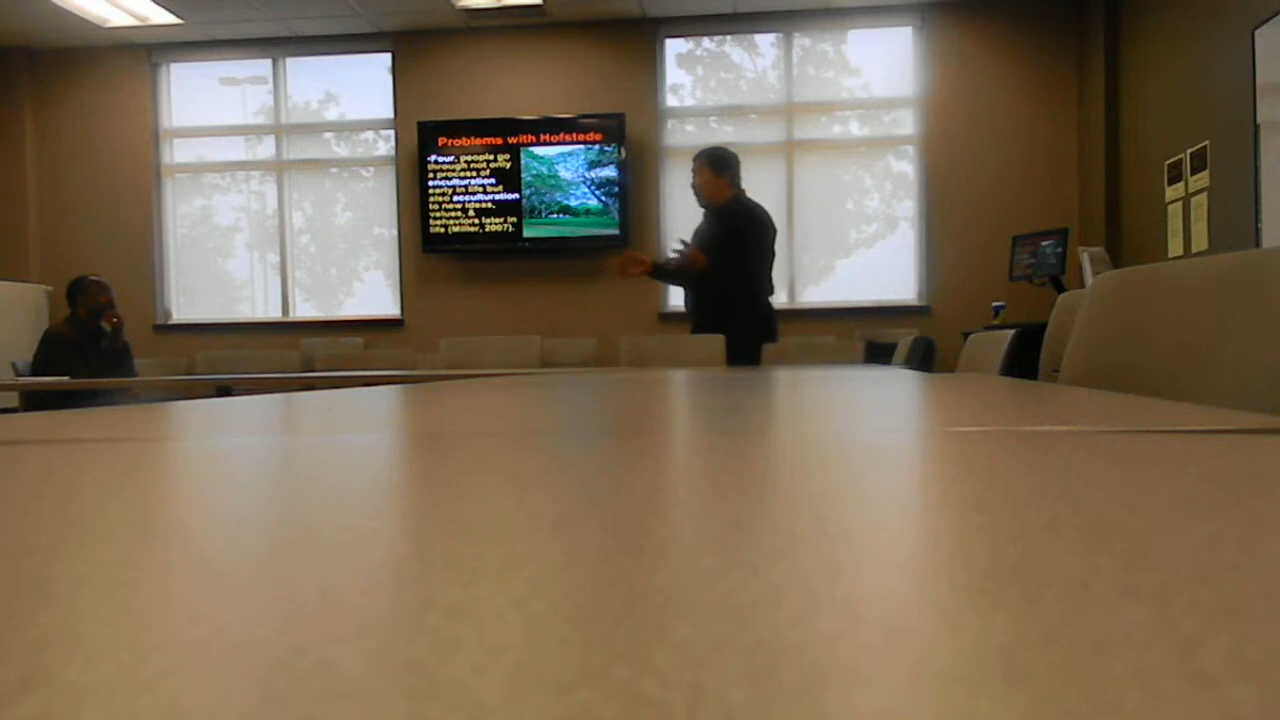 Problems with Hofstede
-Four, people go
through not only
a process of
enculturation
early in life but
also acculturation
to new ideas,
values, &
behaviors later in
life (Miller, 2007).